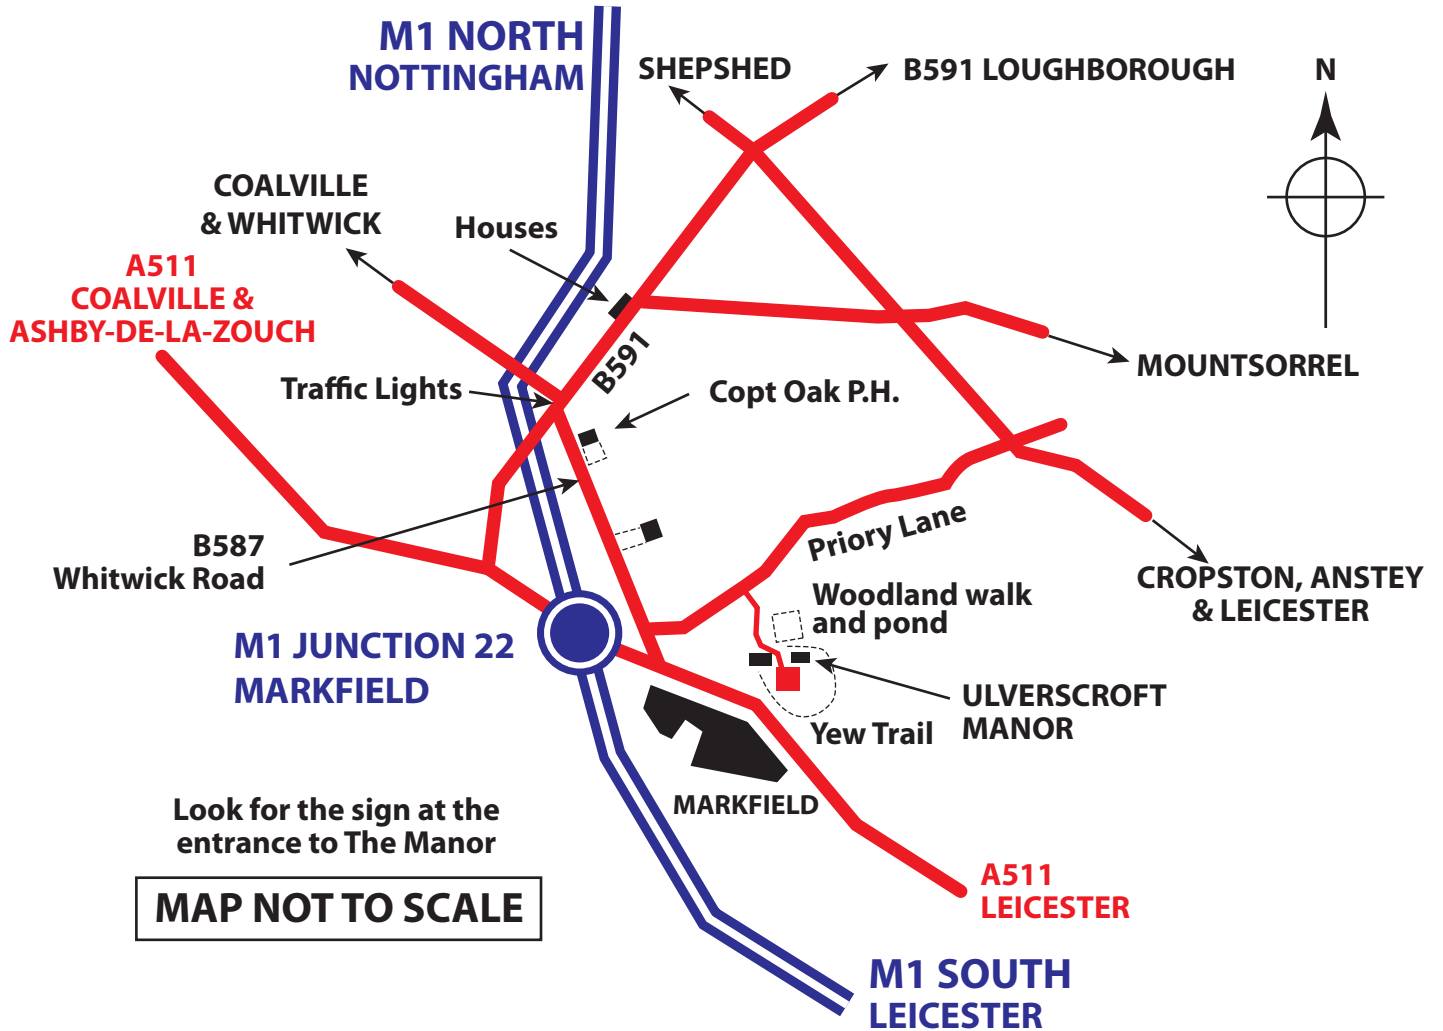 M1 NORTH
NOTTINGHAM
SHEPSHED
B591 LOUGHBOROUGH
N
COALVILLE
& WHITWICK
Houses
A511
COALVILLE &
ASHBY-DE-LA-ZOUCH
B591
MOUNTSORREL
Traffic Lights
Copt Oak P.H.
B587
Whitwick Road
Priory Lane
CROPSTON, ANSTEY
& LEICESTER
Woodland walk
and pond
M1 JUNCTION 22
MARKFIELD
ULVERSCROFT
MANOR
Yew Trail
MARKFIELD
Look for the sign at the
entrance to The Manor
MAP NOT TO SCALE
A511
LEICESTER
M1 SOUTH
LEICESTER